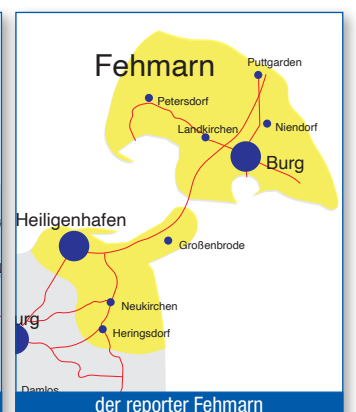 Fehmarn
Puttgarden
Petersdorf
Landkirchen
Niendorf
Burg
Heiligenhafen
Großenbrode
Neukirchen
urg
Heringsdorf
Damlos
der reporter Fehmarn